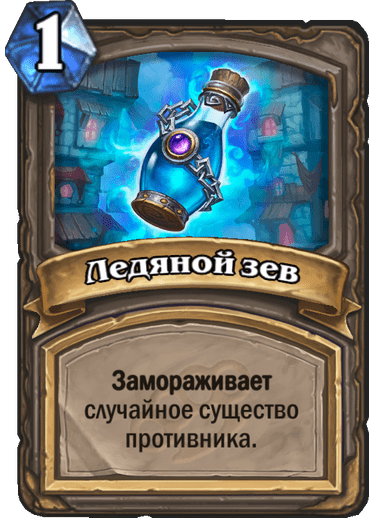 1
Ледяной зев
Замораживает
случайное существо
противника.